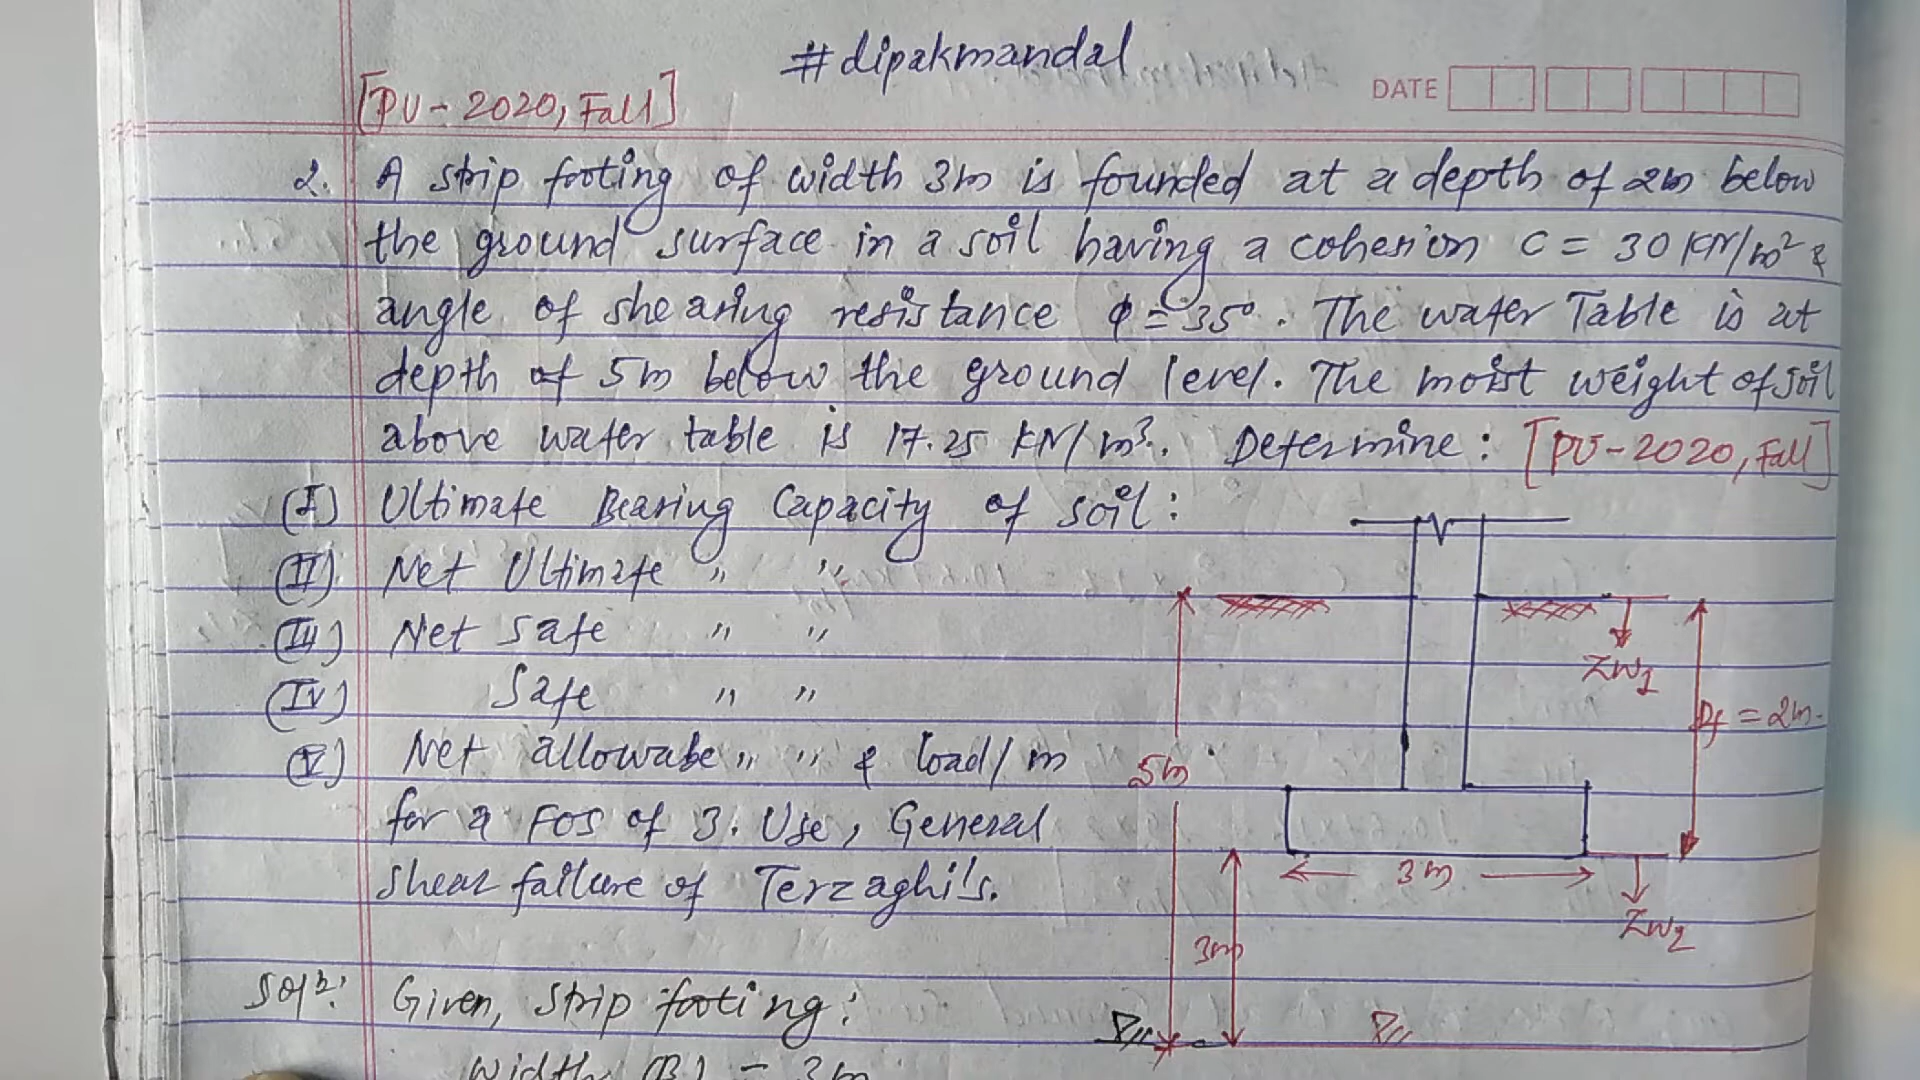 #dipakmandal
DATE
[PU-2020, Fall]
2. A strip footing of width 3m is founded at a depth of 2m below
the ground surface in a soil having a cohesion C = 30 KN/m² &
angle of shearing resistance ϕ = 35°. The water Table is at
depth of 5m below the ground level. The moist weight of soil
above water table is 17.25 KN/m³. Determine: [PU-2020, Fall]
(I) Ultimate Bearing Capacity of soil:
(II) Net Ultimate " "
(III) Net safe " "
(IV) Safe " "
(V) Net allowabe " " & load/m
for a FOS of 3. Use, General
shear failure of Terzaghi's.
ZW1
Df = 2m.
5m
3m
ZW2
3m
Solⁿ: Given, strip footing:
Width (B) = 3m